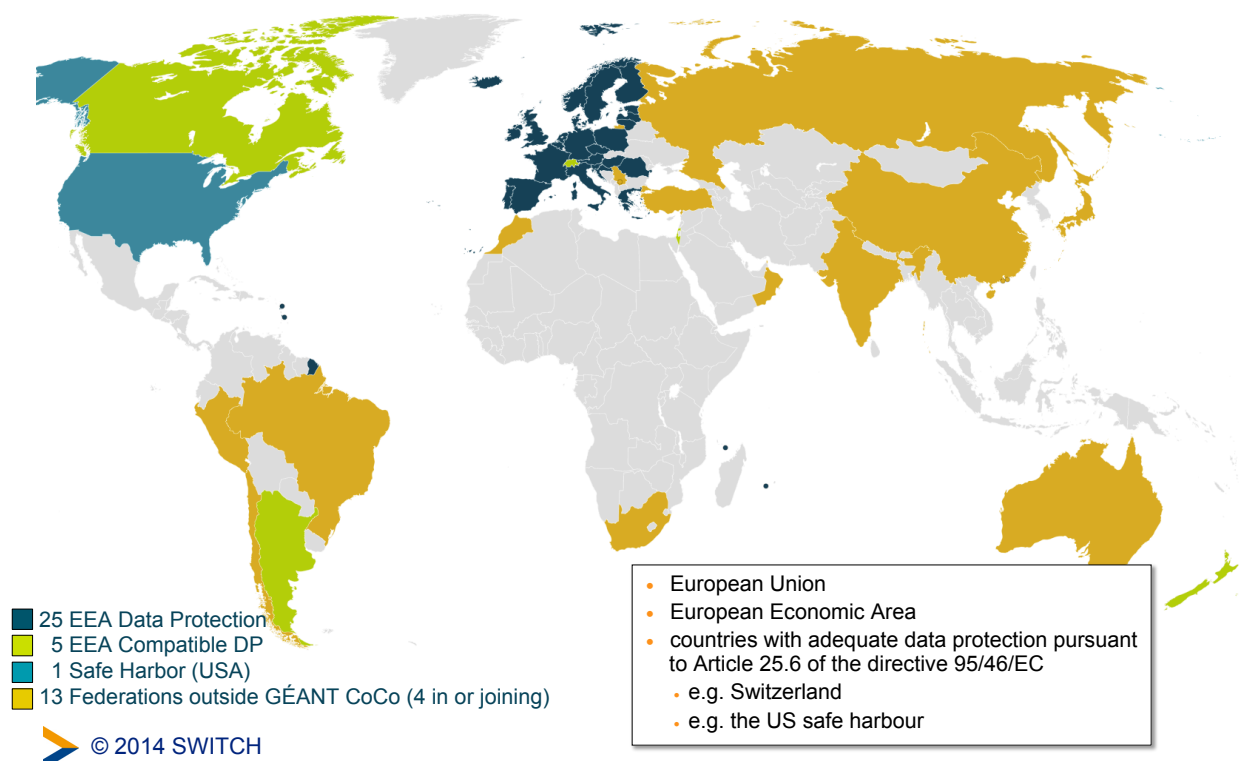 25 EEA Data Protection
5 EEA Compatible DP
1 Safe Harbor (USA)
13 Federations outside GÉANT CoCo (4 in or joining)
© 2014 SWITCH
• European Union
• European Economic Area
• countries with adequate data protection pursuant
to Article 25.6 of the directive 95/46/EC
• e.g. Switzerland
• e.g. the US safe harbour